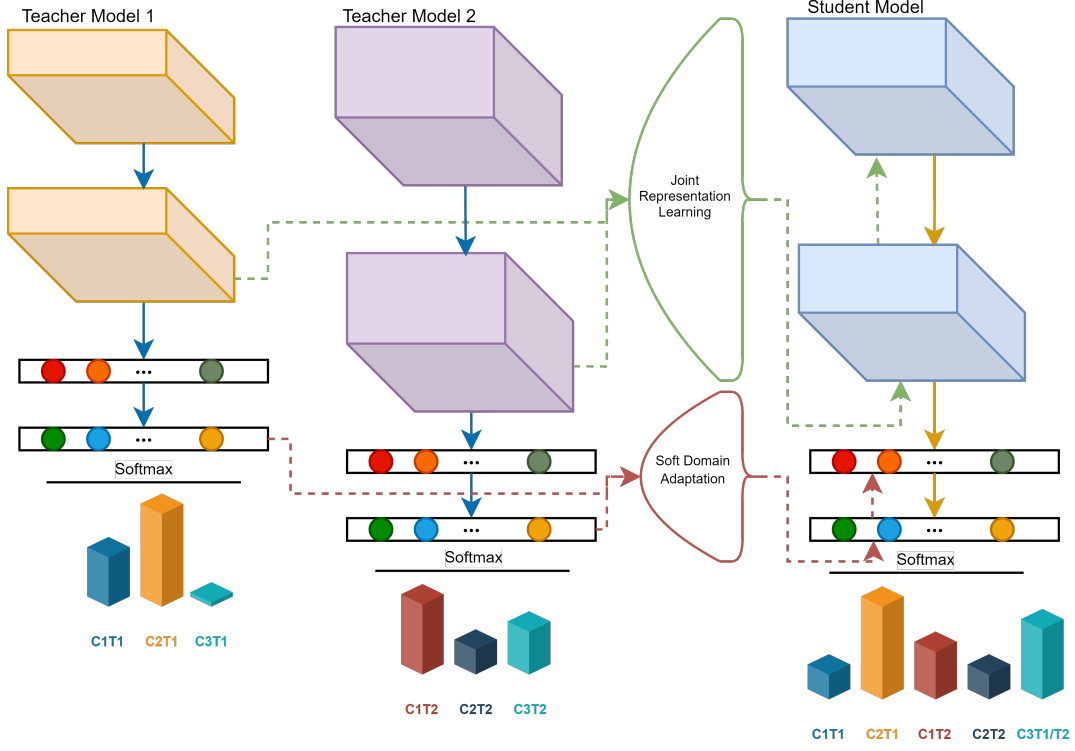 Teacher Model 1
Teacher Model 2
Student Model
Joint
Representation
Learning
...
...
Softmax
C1T1 C2T1 C3T1
Soft Domain
Adaptation
...
...
Softmax
C1T2 C2T2 C3T2
...
...
Softmax
C1T1 C2T1 C1T2 C2T2 C3T1/T2